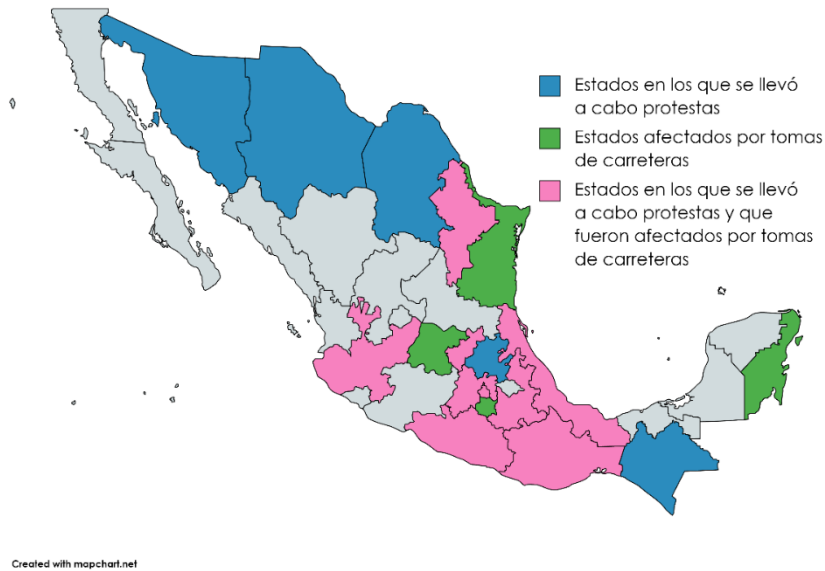 Estados en los que se llevó
a cabo protestas
Estados afectados por tomas
de carreteras
Estados en los que se llevó
a cabo protestas y que
fueron afectados por tomas
de carreteras
Created with mapchart.net